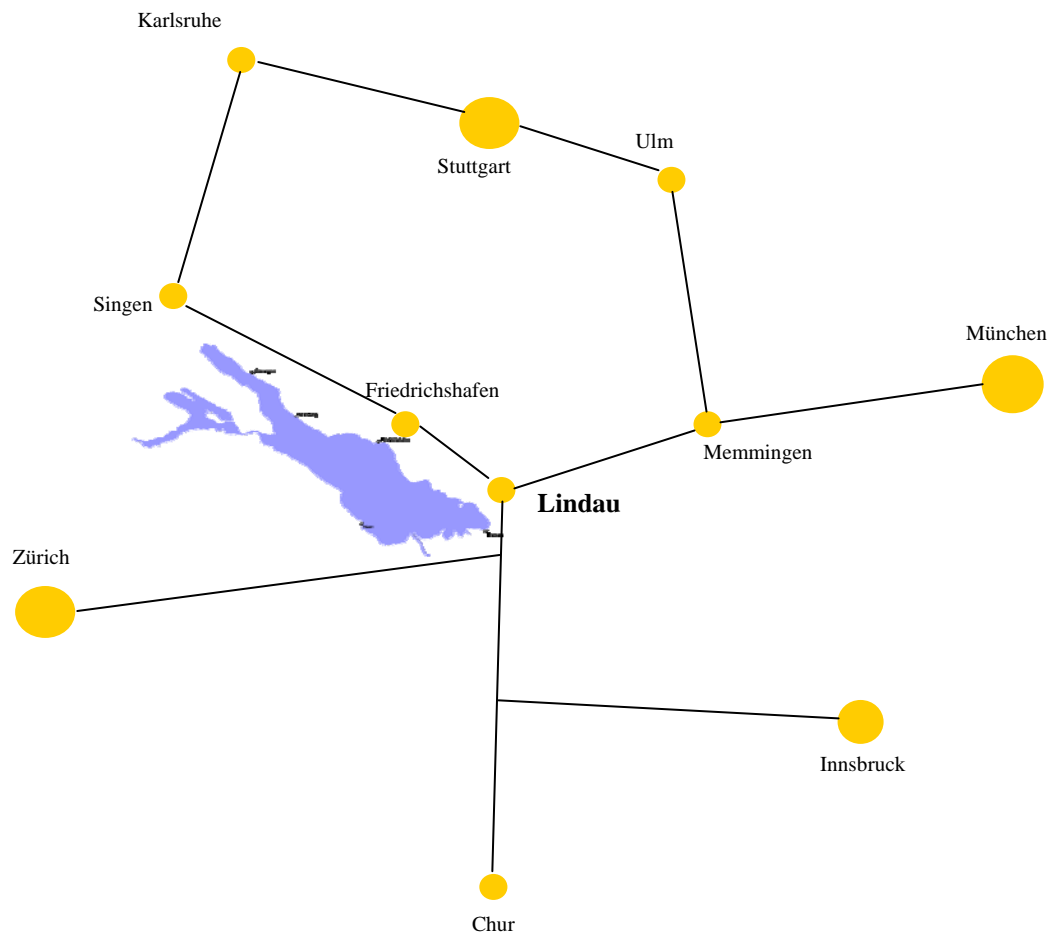 Karlsruhe
Stuttgart
Ulm
Singen
München
Friedrichshafen
Memmingen
Lindau
Zürich
Innsbruck
Chur